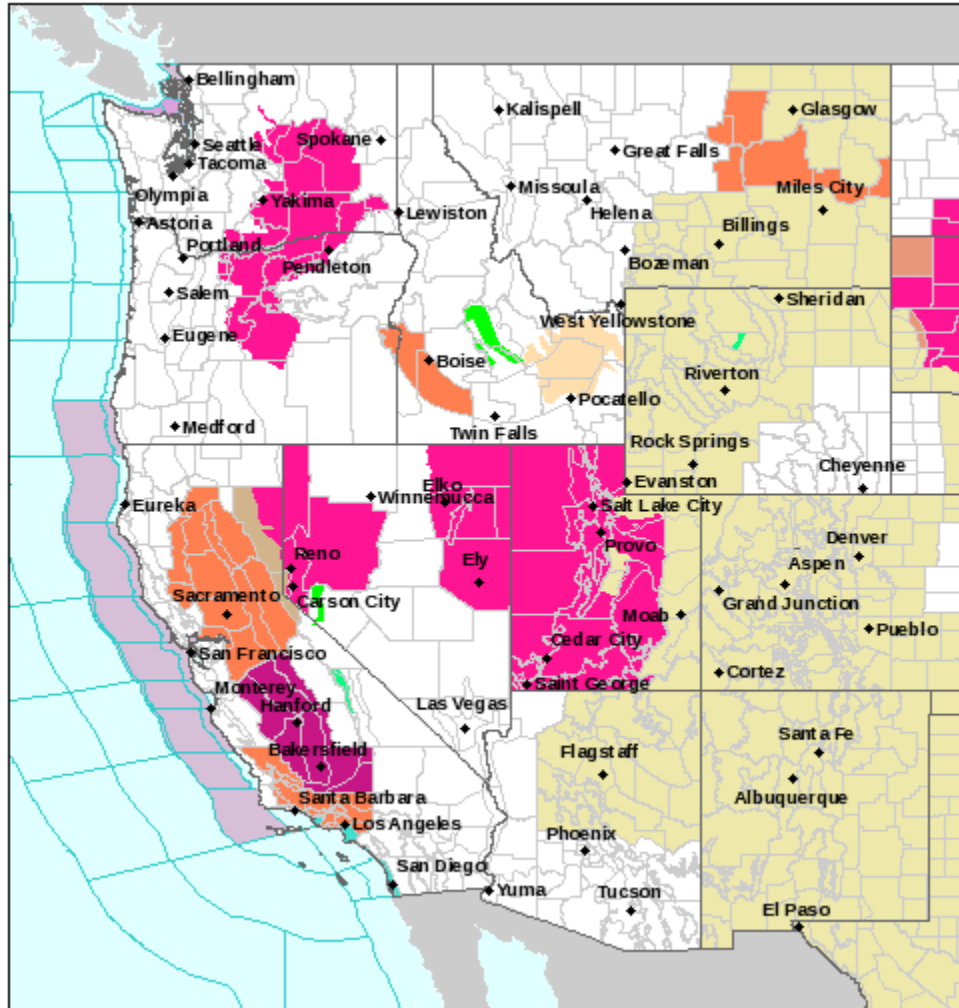 Bellingham
Kalispell
Glasgow
Spokane
Seattle
Great Falls
Tacoma
Olympia
Missoula
Miles City
Yakima
Lewiston
Helena
Astoria
Billings
Portland
Pendleton
Bozeman
Salem
Sheridan
West Yellowstone
Eugene
Boise
Riverton
Pocatello
Medford
Twin Falls
Rock Springs
Cheyenne
Elko
Evanston
Winnemucca
Eureka
Salt Lake City
Provo
Denver
Reno
Ely
Aspen
Sacramento
Carson City
Grand Junction
Moab
Pueblo
Cedar City
San Francisco
Cortez
Monterey
Saint George
Hanford
Las Vegas
Santa Fe
Bakersfield
Flagstaff
Santa Barbara
Albuquerque
Los Angeles
Phoenix
San Diego
Yuma
Tucson
El Paso